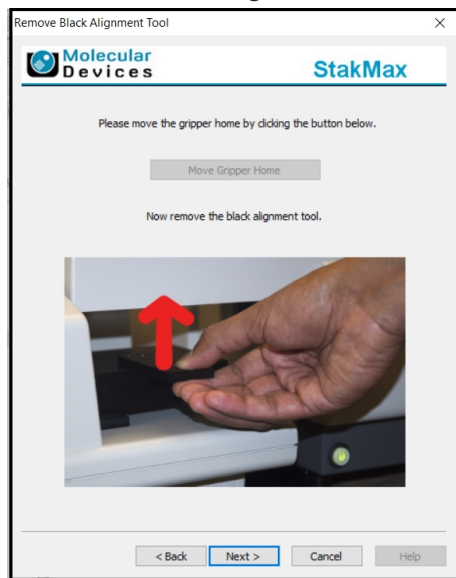 Remove Black Alignment Tool
Molecular
Devices
StakMax
Please move the gripper home by clicking the button below.
Move Gripper Home
Now remove the black alignment tool.
< Back
Next >
Cancel
Help